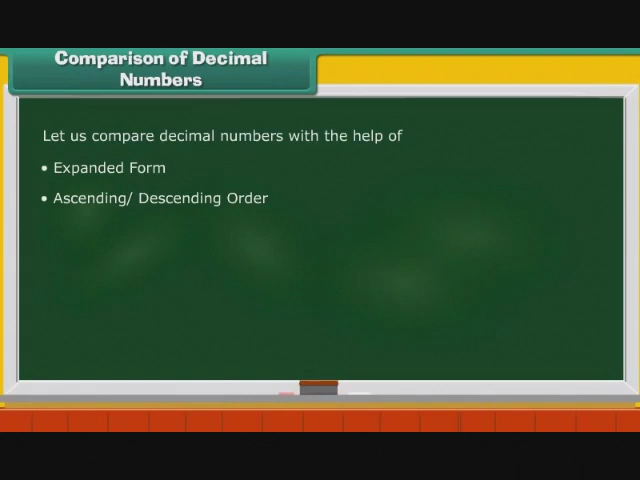 Comparison of Decimal
Numbers
Let us compare decimal numbers with the help of
• Expanded Form
• Ascending/ Descending Order